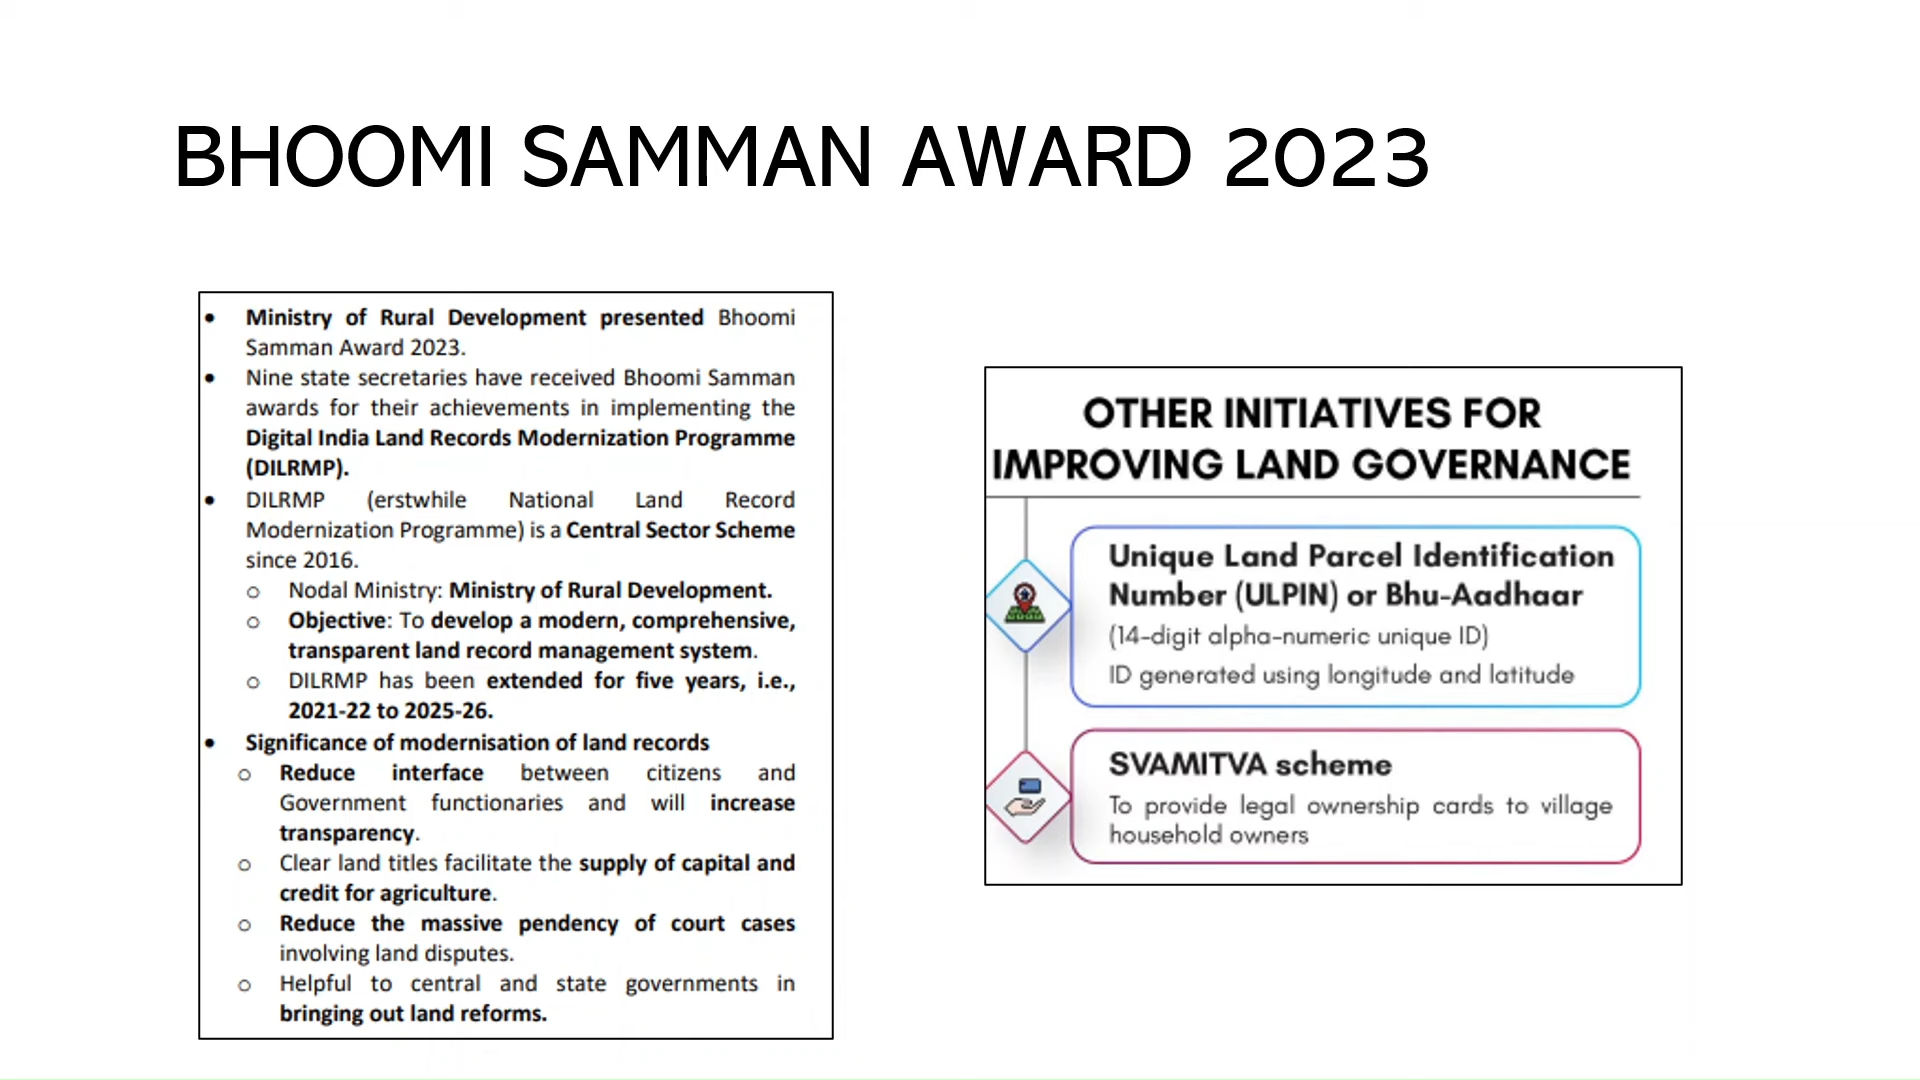 BHOOMI SAMMAN AWARD 2023
• Ministry of Rural Development presented Bhoomi
Samman Award 2023.
• Nine state secretaries have received Bhoomi Samman
awards for their achievements in implementing the
Digital India Land Records Modernization Programme
(DILRMP).
• DILRMP (erstwhile National Land Record
Modernization Programme) is a Central Sector Scheme
since 2016.
o Nodal Ministry: Ministry of Rural Development.
o Objective: To develop a modern, comprehensive,
transparent land record management system.
o DILRMP has been extended for five years, i.e.,
2021-22 to 2025-26.
• Significance of modernisation of land records
o Reduce interface between citizens and
Government functionaries and will increase
transparency.
o Clear land titles facilitate the supply of capital and
credit for agriculture.
o Reduce the massive pendency of court cases
involving land disputes.
o Helpful to central and state governments in
bringing out land reforms.
OTHER INITIATIVES FOR
IMPROVING LAND GOVERNANCE
Unique Land Parcel Identification
Number (ULPIN) or Bhu-Aadhaar
(14-digit alpha-numeric unique ID)
ID generated using longitude and latitude
SVAMITVA scheme
To provide legal ownership cards to village
household owners